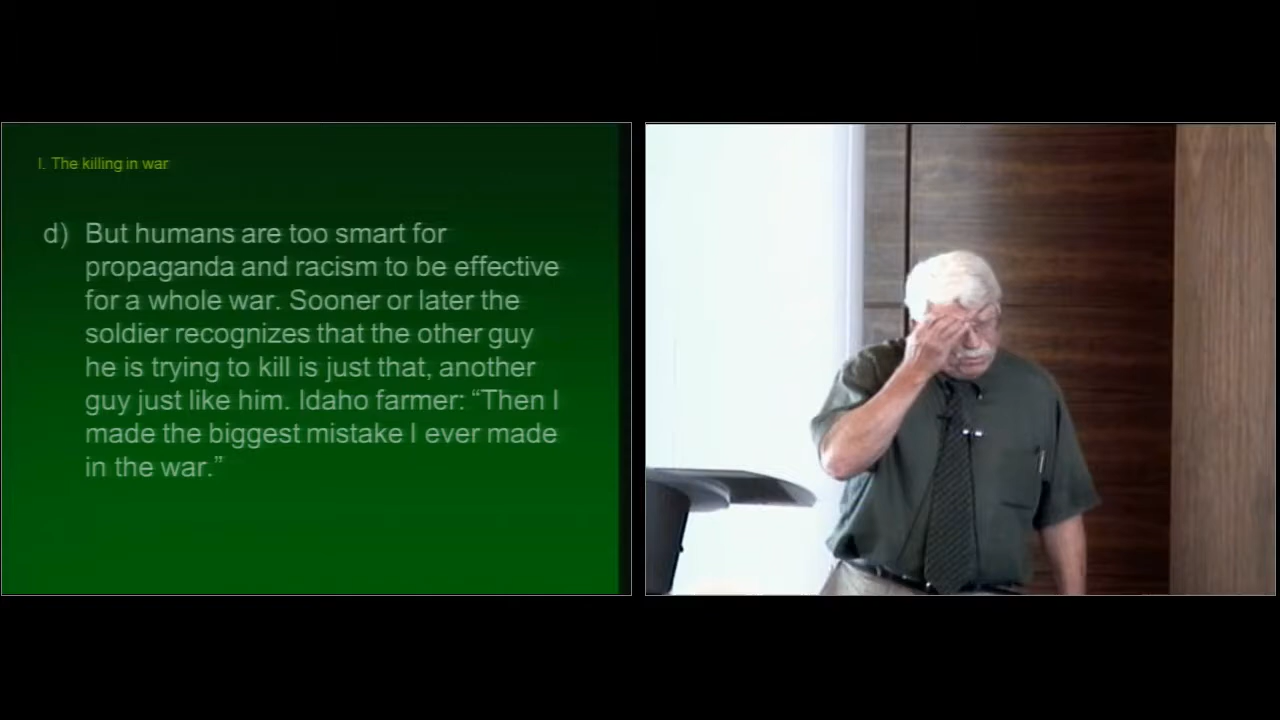 I. The killing in war
d) But humans are too smart for
propaganda and racism to be effective
for a whole war. Sooner or later the
soldier recognizes that the other guy
he is trying to kill is just that, another
guy just like him. Idaho farmer: “Then I
made the biggest mistake I ever made
in the war.”